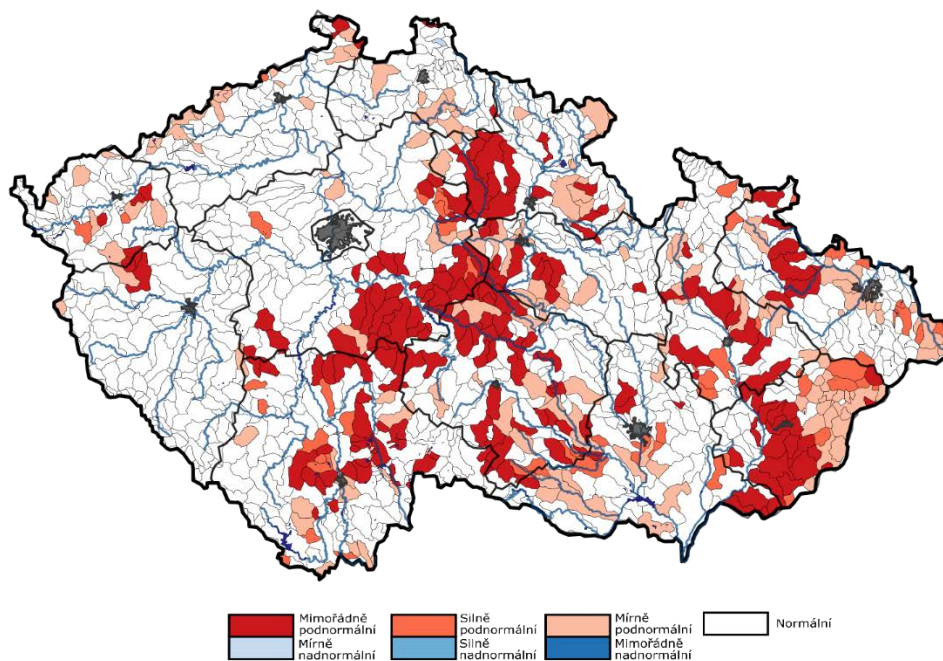 Mimořádně
podnormální
Silně
podnormální
Mírně
podnormální
Normální
Mírně
nadnormální
Silně
nadnormální
Mimořádně
nadnormální